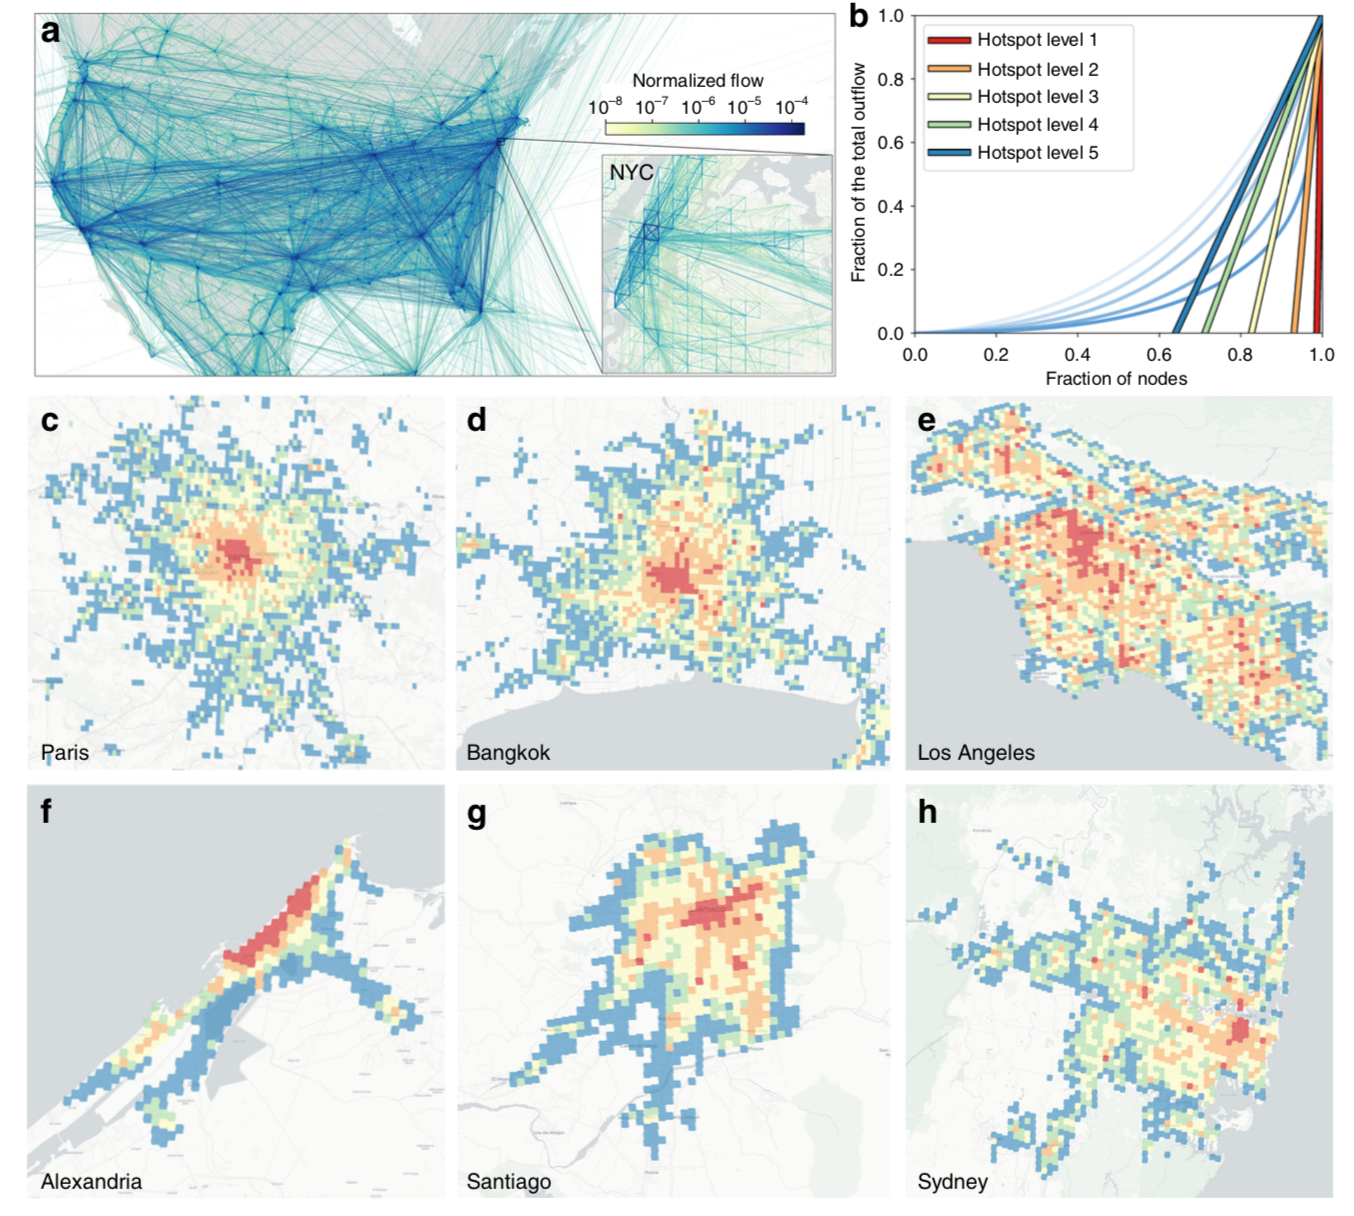 a
Normalized flow
10⁻⁸ 10⁻⁷ 10⁻⁶ 10⁻⁵ 10⁻⁴
NYC
b
Fraction of the total outflow
1.0
0.8
0.6
0.4
0.2
0.0
Hotspot level 1
Hotspot level 2
Hotspot level 3
Hotspot level 4
Hotspot level 5
0.0 0.2 0.4 0.6 0.8 1.0
Fraction of nodes
c
Paris
d
Bangkok
e
Los Angeles
f
Alexandria
g
Santiago
h
Sydney